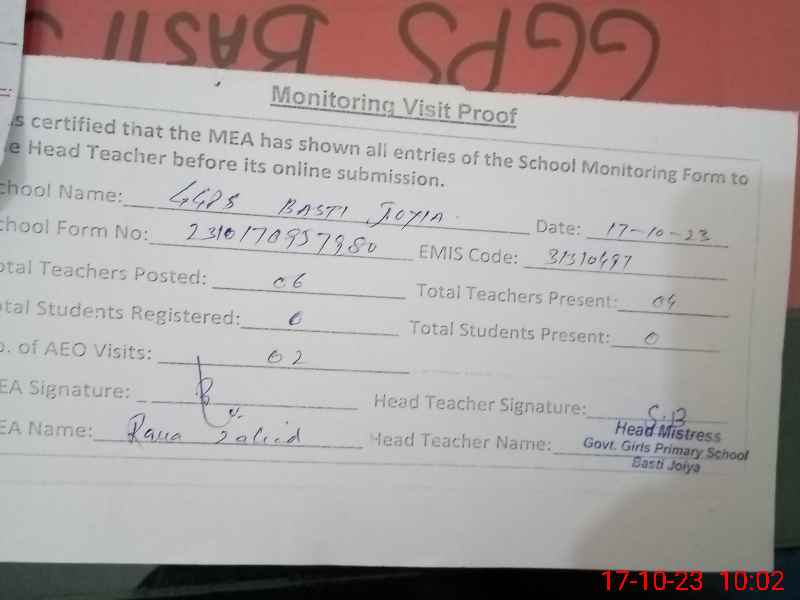 GGPS BASTI
Monitoring Visit Proof
s certified that the MEA has shown all entries of the School Monitoring Form to
e Head Teacher before its online submission.
chool Name: GGPS BASTI JOYIA Date: 17-10-23
chool Form No: 2310170957980 EMIS Code: 31310497
otal Teachers Posted: 06 Total Teachers Present: 04
otal Students Registered: 0 Total Students Present: 0
o. of AEO Visits: 02
EA Signature: Head Teacher Signature: S.B
EA Name: Rana Head Teacher Name:
Head Mistress
Govt. Girls Primary School
Basti Joiya
17-10-23 10:02